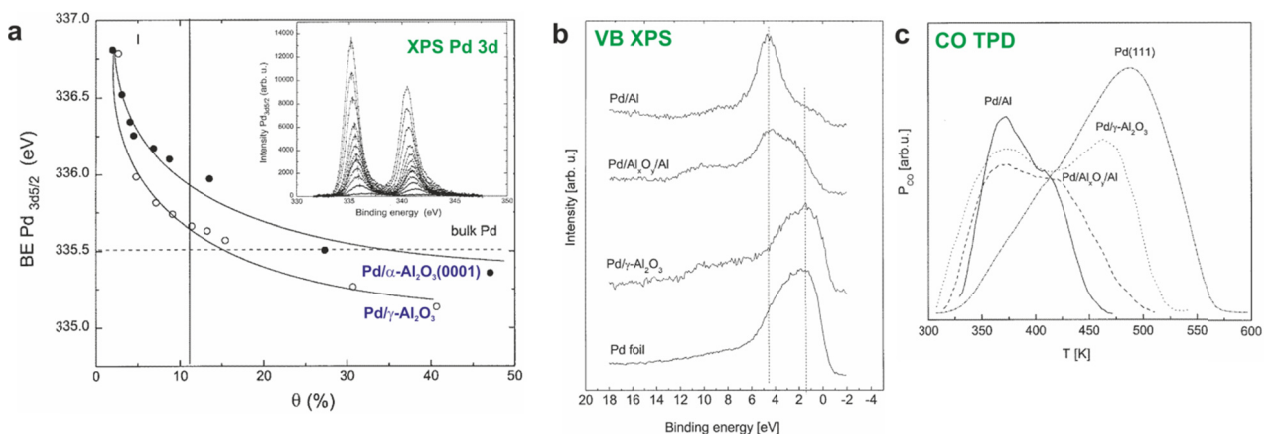 a
337.0
336.5
336.0
335.5
335.0
BE Pd 3d5/2 (eV)
0 10 20 30 40 50
θ (%)
I
bulk Pd
Pd/α-Al2O3(0001)
Pd/γ-Al2O3
XPS Pd 3d
14000
12000
10000
8000
6000
4000
2000
0
Intensity Pd3d5/2 (arb. u.)
330 335 340 345 350
Binding energy (eV)
b
VB XPS
Pd/Al
Pd/AlxOy/Al
Pd/γ-Al2O3
Pd foil
Intensity [arb. u.]
20 18 16 14 12 10 8 6 4 2 0 -2 -4
Binding energy [eV]
c
CO TPD
Pd(111)
Pd/Al
Pd/γ-Al2O3
Pd/AlxOy/Al
PCO [arb.u.]
300 350 400 450 500 550 600
T [K]